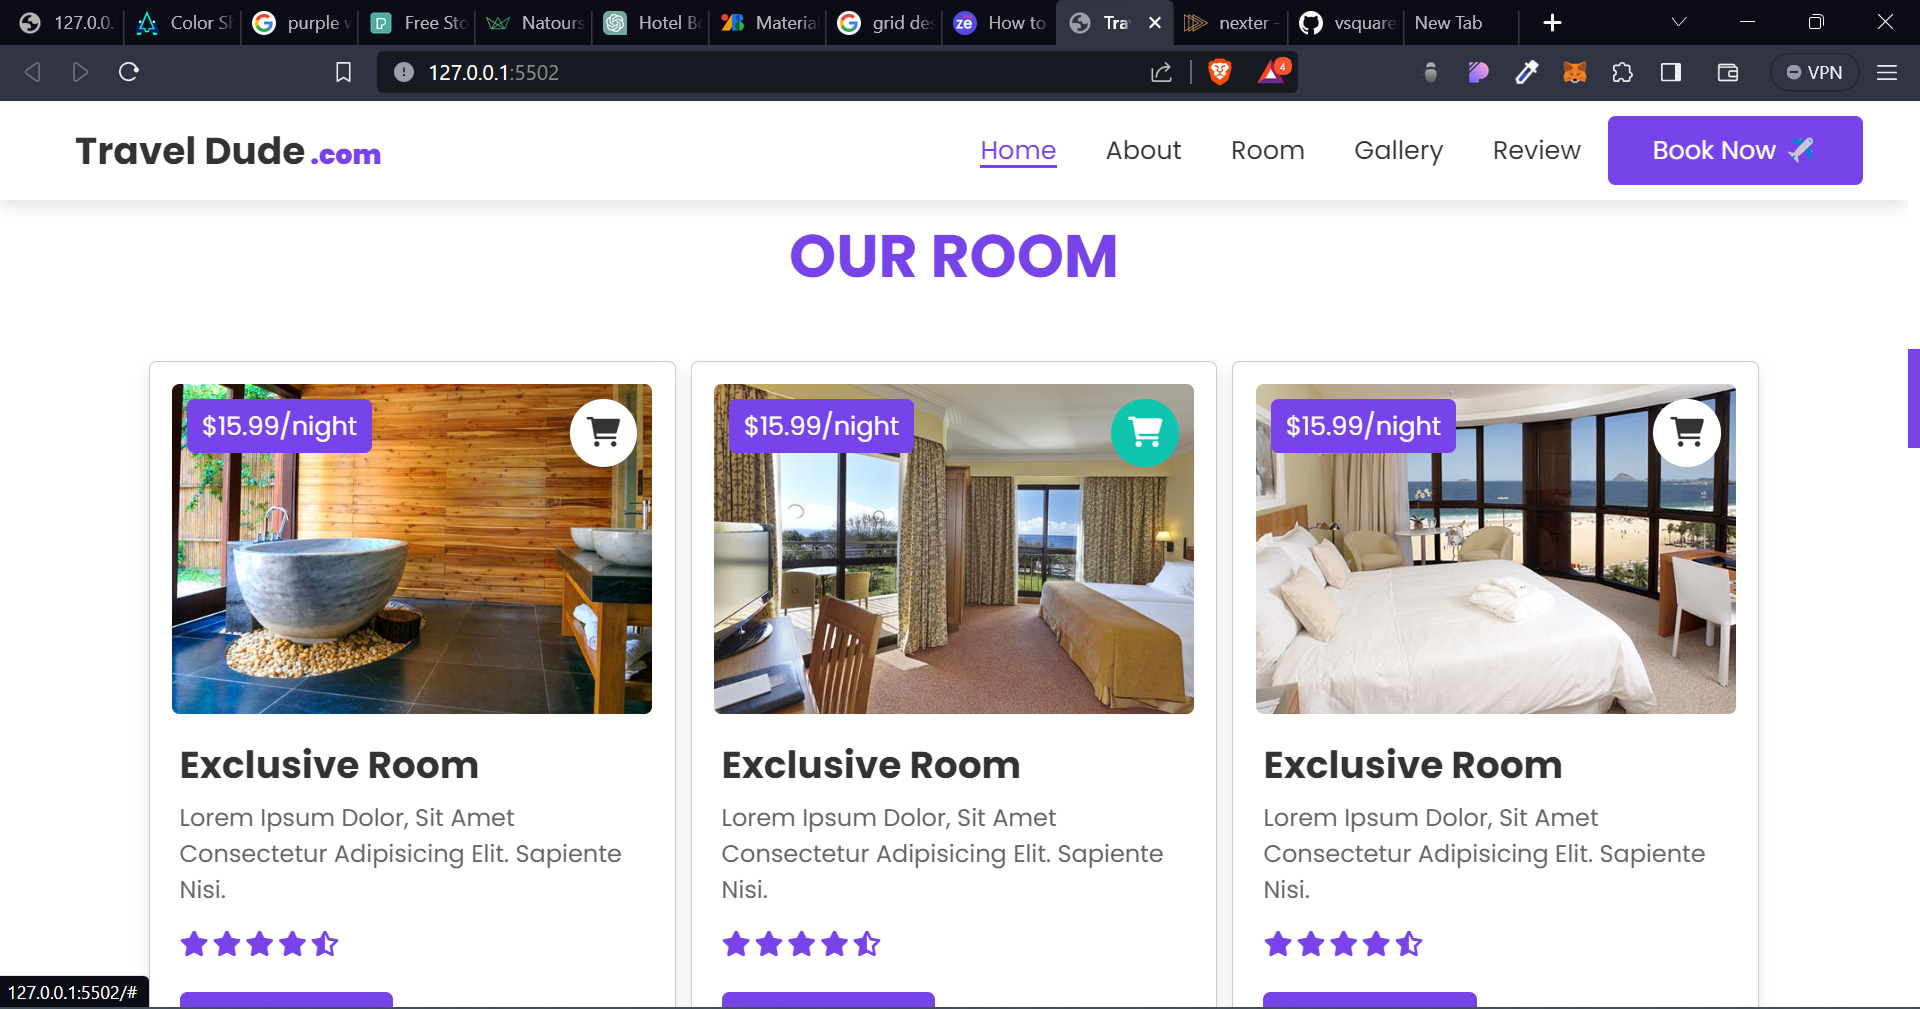 127.0.0. Color S purple Free Sto Natours Hotel B Materia grid des How to Tra nexter - vsquare New Tab
127.0.0.1:5502 4 VPN
Travel Dude .com Home About Room Gallery Review Book Now ✈️
OUR ROOM
$15.99/night $15.99/night $15.99/night
Exclusive Room Exclusive Room Exclusive Room
Lorem Ipsum Dolor, Sit Amet Lorem Ipsum Dolor, Sit Amet Lorem Ipsum Dolor, Sit Amet
Consectetur Adipisicing Elit. Sapiente Consectetur Adipisicing Elit. Sapiente Consectetur Adipisicing Elit. Sapiente
Nisi. Nisi. Nisi.
127.0.0.1:5502/#